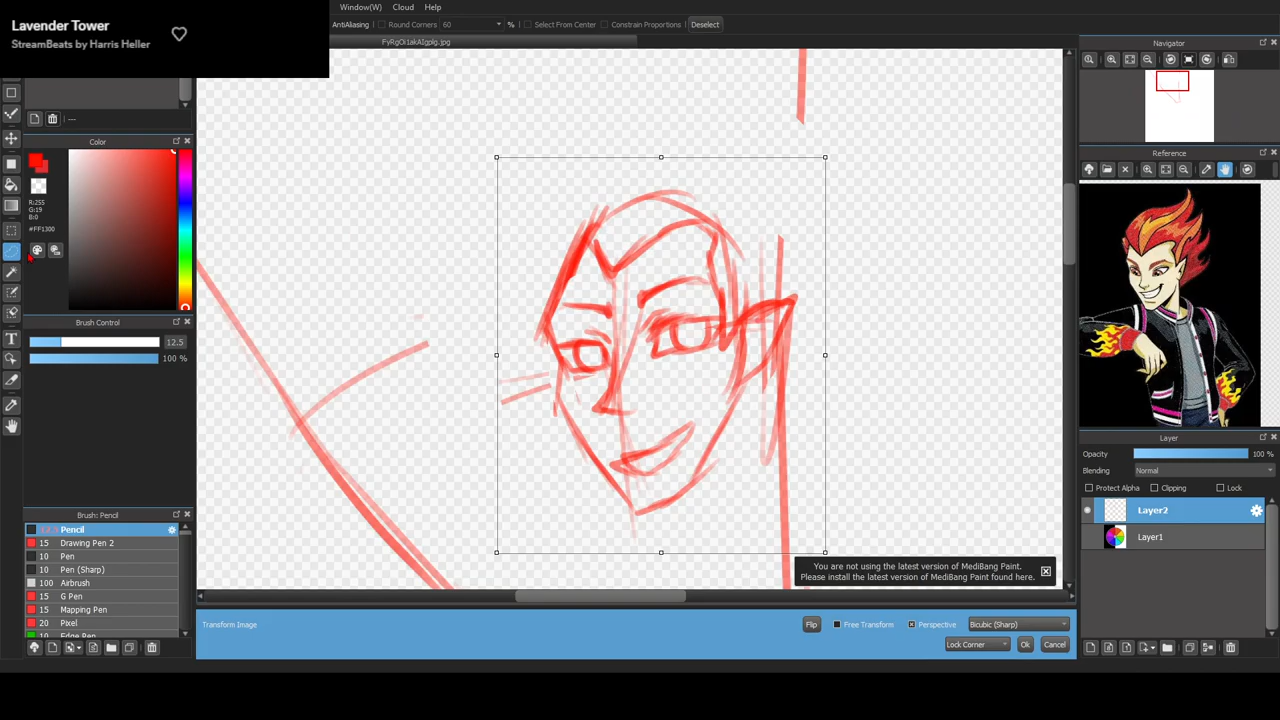 Lavender Tower
StreamBeats by Harris Heller
Window(W) Cloud Help
AntiAliasing Round Corners 60 % Select From Center Constrain Proportions Deselect
FyRgOi1akAIgplg.jpg
Navigator
---
Color
R:255
G:19
B:0
#FF1300
Reference
Brush Control
12.5
100 %
Layer
Opacity 100 %
Blending Normal
Protect Alpha Clipping Lock
Layer2
Layer1
Brush: Pencil
Pencil
15 Drawing Pen 2
10 Pen
10 Pen (Sharp)
100 Airbrush
15 G Pen
15 Mapping Pen
20 Pixel
10 Edge Pen
You are not using the latest version of MediBang Paint.
Please install the latest version of MediBang Paint found here.
Transform Image
Flip Free Transform Perspective Bicubic (Sharp)
Lock Corner Ok Cancel